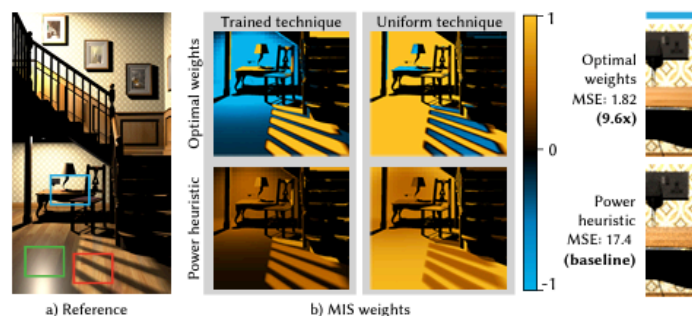 Trained technique
Uniform technique
Optimal weights
Power heuristic
1
0
-1
Optimal
weights
MSE: 1.82
(9.6x)
Power
heuristic
MSE: 17.4
(baseline)
a) Reference
b) MIS weights